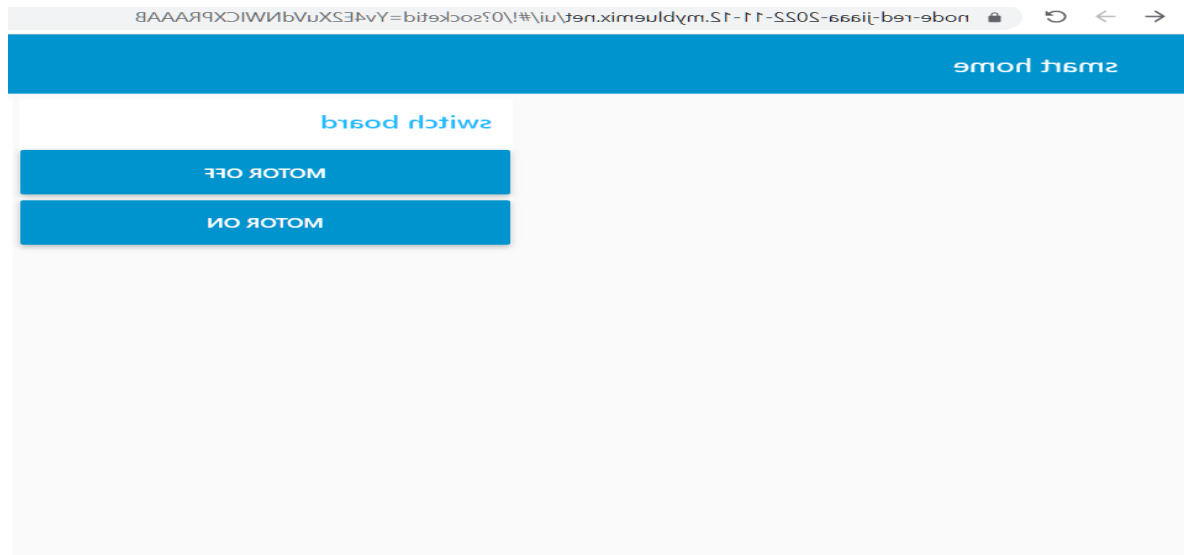 node-red-jiaaa-2022-11-12.mybluemix.net/ui/#!/0?socketid=Yv4E2XuVdNWICXPRAAAB
smart home
switch board
MOTOR OFF
MOTOR ON